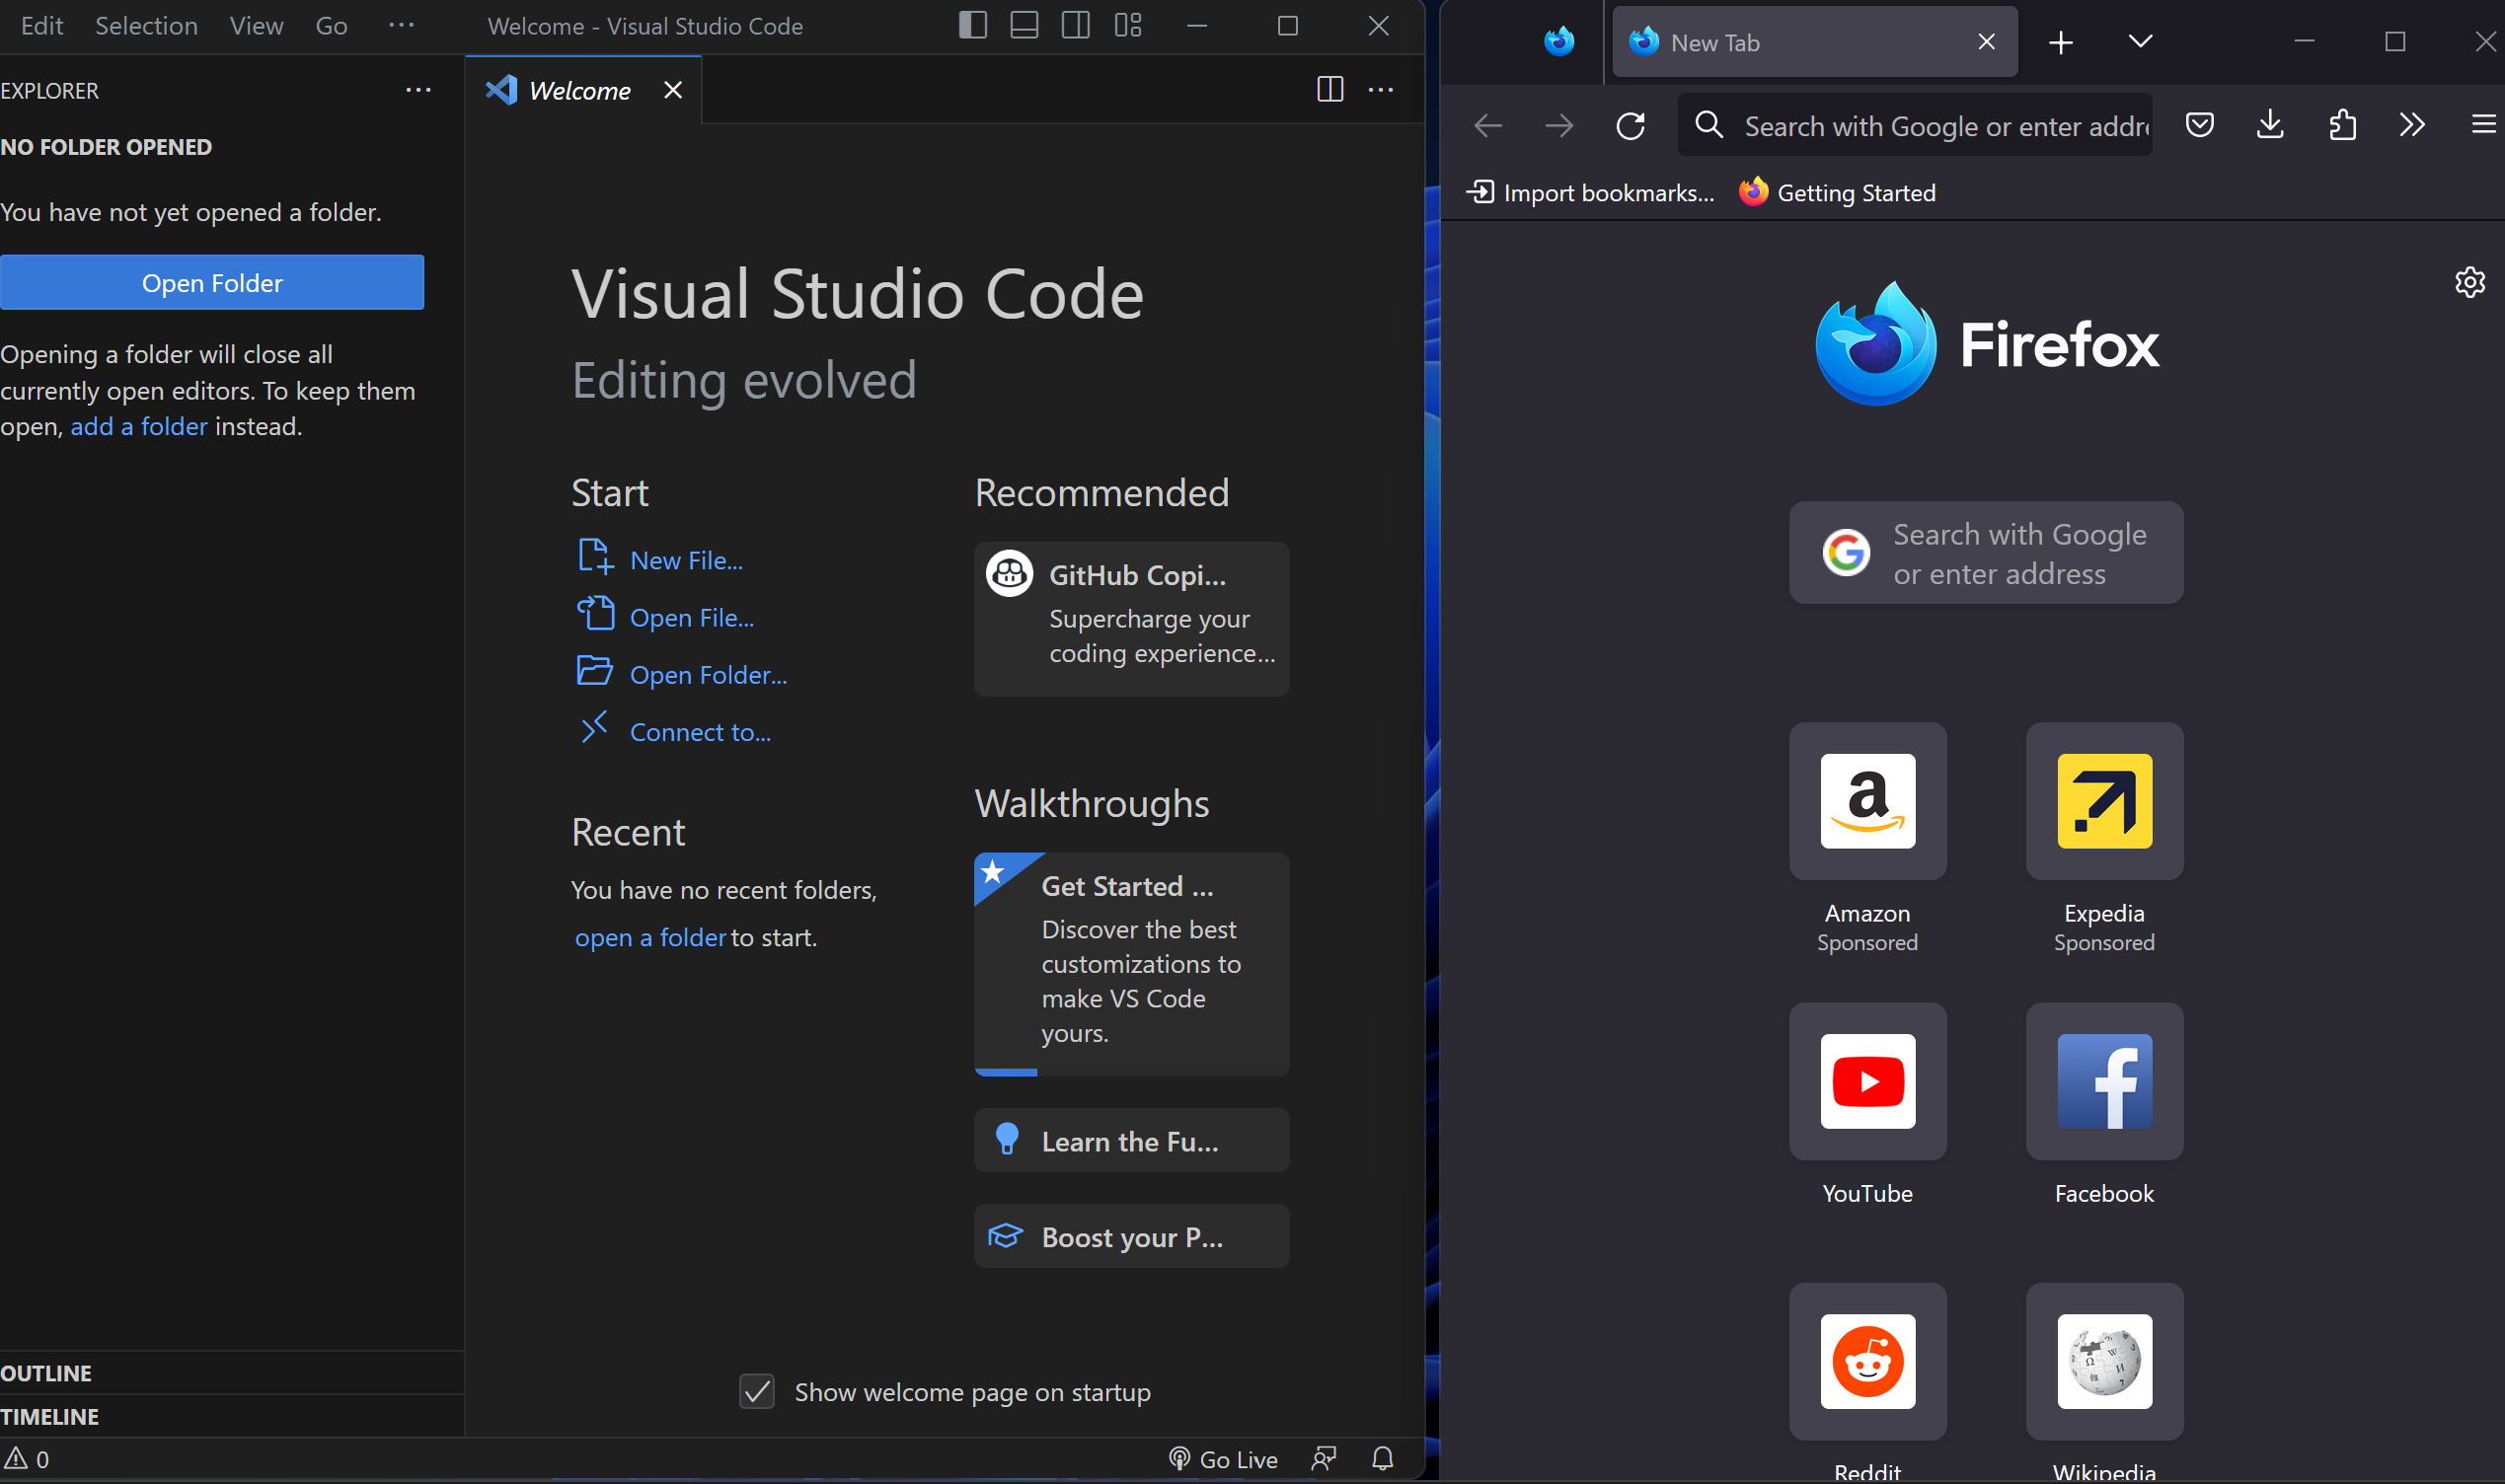 Edit Selection View Go ··· Welcome - Visual Studio Code
EXPLORER ···
NO FOLDER OPENED
You have not yet opened a folder.
Open Folder
Opening a folder will close all
currently open editors. To keep them
open, add a folder instead.
OUTLINE
TIMELINE
0
Welcome
Visual Studio Code
Editing evolved
Start
New File...
Open File...
Open Folder...
Connect to...
Recent
You have no recent folders,
open a folder to start.
Recommended
GitHub Copi...
Supercharge your
coding experience...
Walkthroughs
Get Started ...
Discover the best
customizations to
make VS Code
yours.
Learn the Fu...
Boost your P...
Show welcome page on startup
Go Live
New Tab
Search with Google or enter addre
Import bookmarks... Getting Started
Firefox
Search with Google
or enter address
Amazon
Sponsored
Expedia
Sponsored
YouTube
Facebook
Reddit
Wikipedia